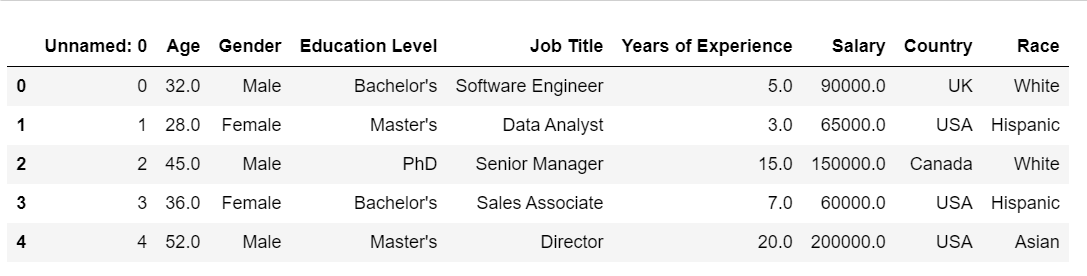 Unnamed: 0 Age Gender Education Level Job Title Years of Experience Salary Country Race
0 0 32.0 Male Bachelor's Software Engineer 5.0 90000.0 UK White
1 1 28.0 Female Master's Data Analyst 3.0 65000.0 USA Hispanic
2 2 45.0 Male PhD Senior Manager 15.0 150000.0 Canada White
3 3 36.0 Female Bachelor's Sales Associate 7.0 60000.0 USA Hispanic
4 4 52.0 Male Master's Director 20.0 200000.0 USA Asian